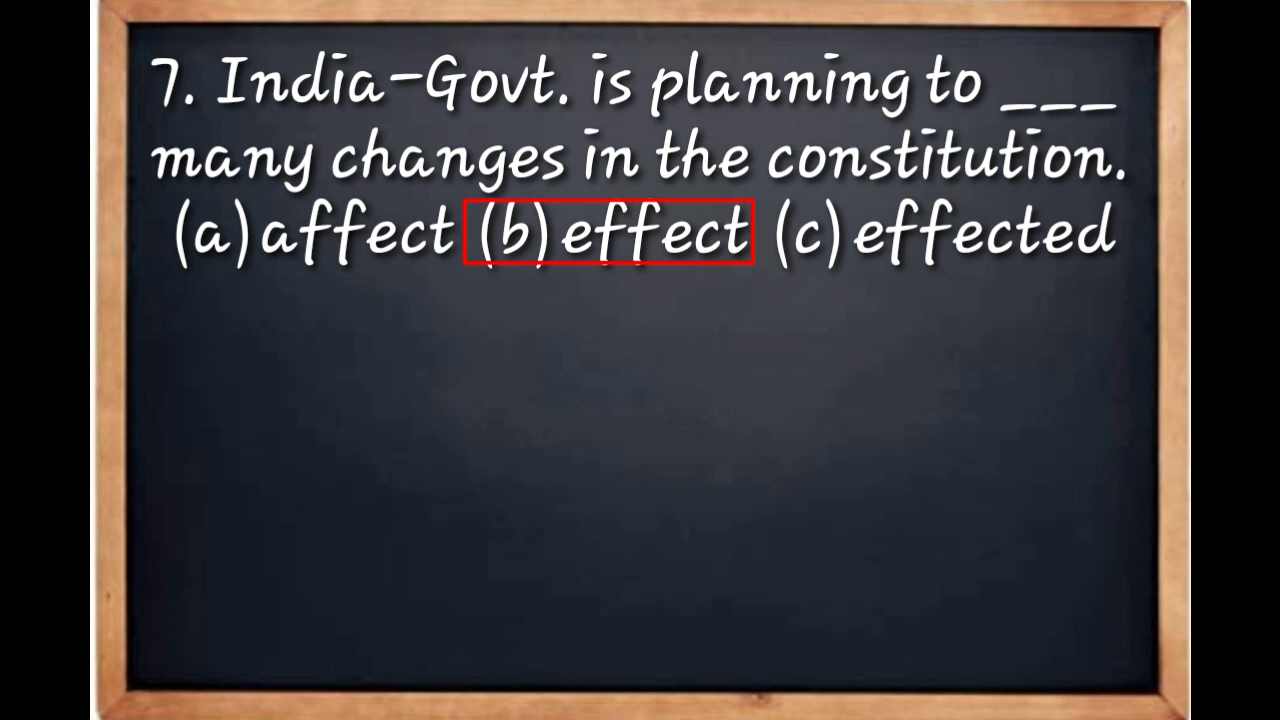 7. India-Govt. is planning to ___
many changes in the constitution.
(a) affect (b) effect (c) effected